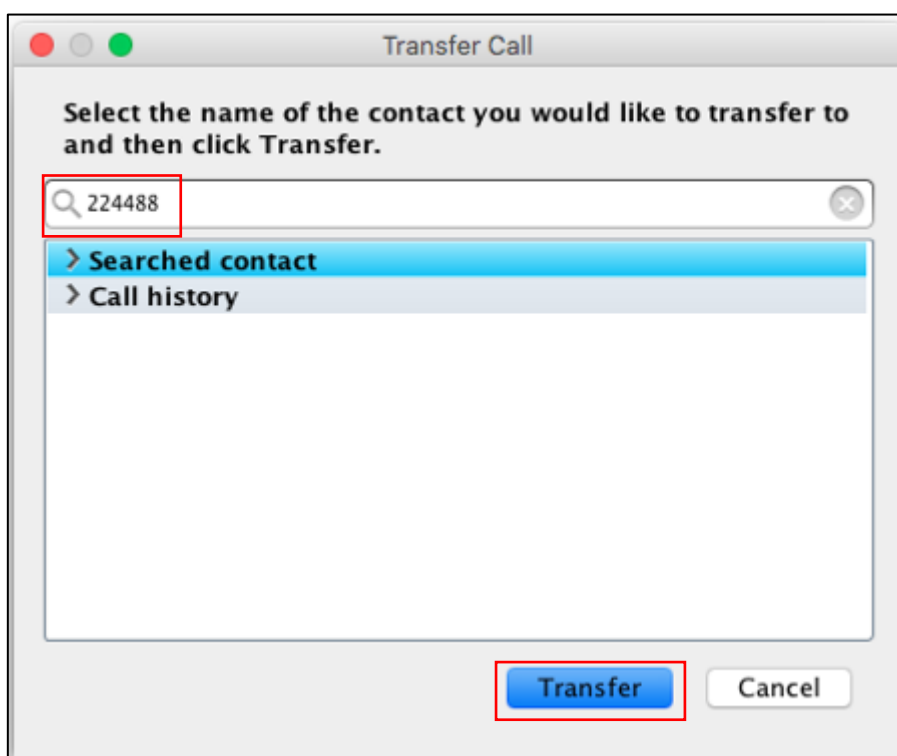 Transfer Call
Select the name of the contact you would like to transfer to
and then click Transfer.
224488
Searched contact
Call history
Transfer
Cancel